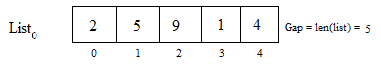 List₀ 2 5 9 1 4 Gap = len(list) = 5
0 1 2 3 4